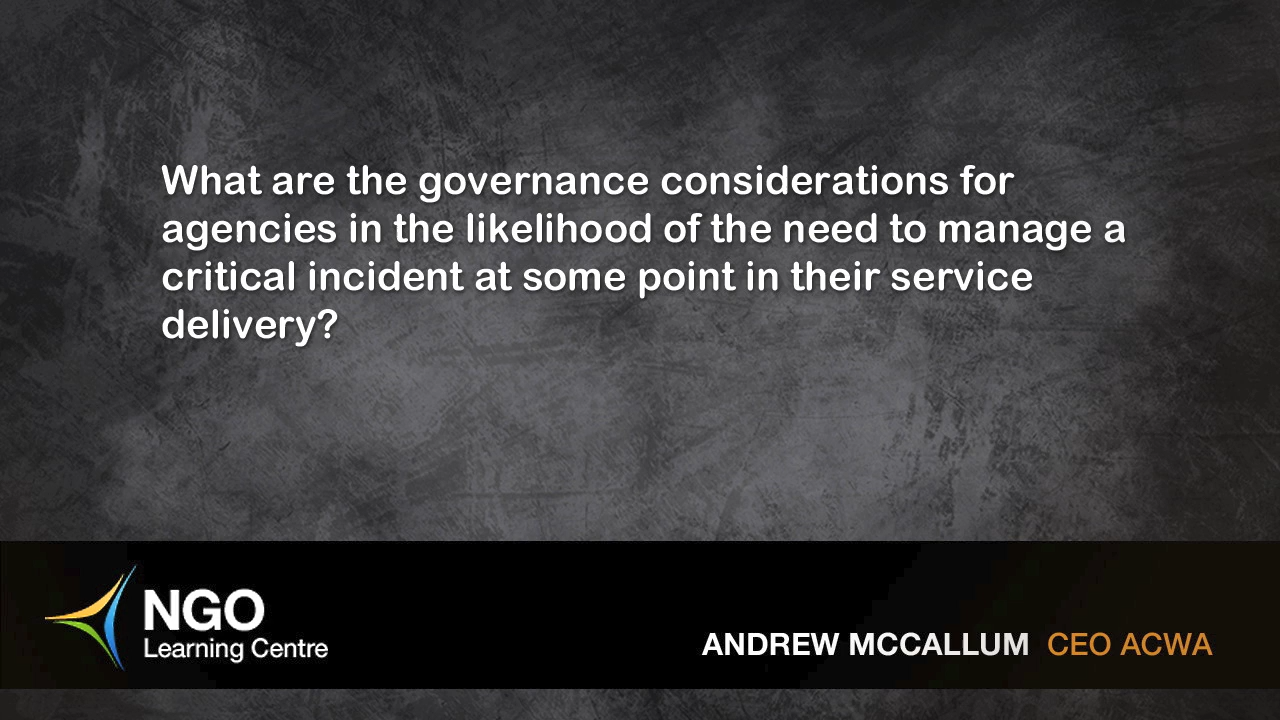 What are the governance considerations for
agencies in the likelihood of the need to manage a
critical incident at some point in their service
delivery?
NGO
Learning Centre
ANDREW MCCALLUM CEO ACWA